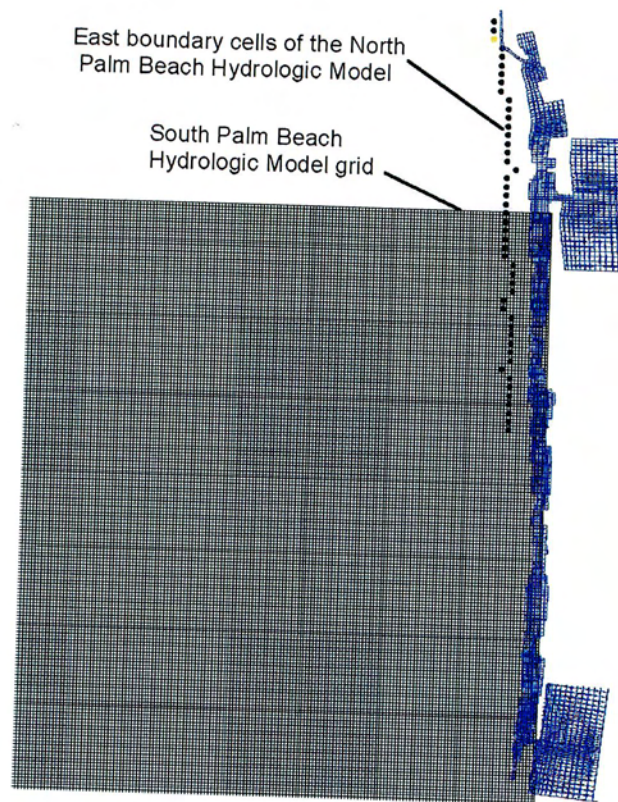 East boundary cells of the North
Palm Beach Hydrologic Model
South Palm Beach
Hydrologic Model grid